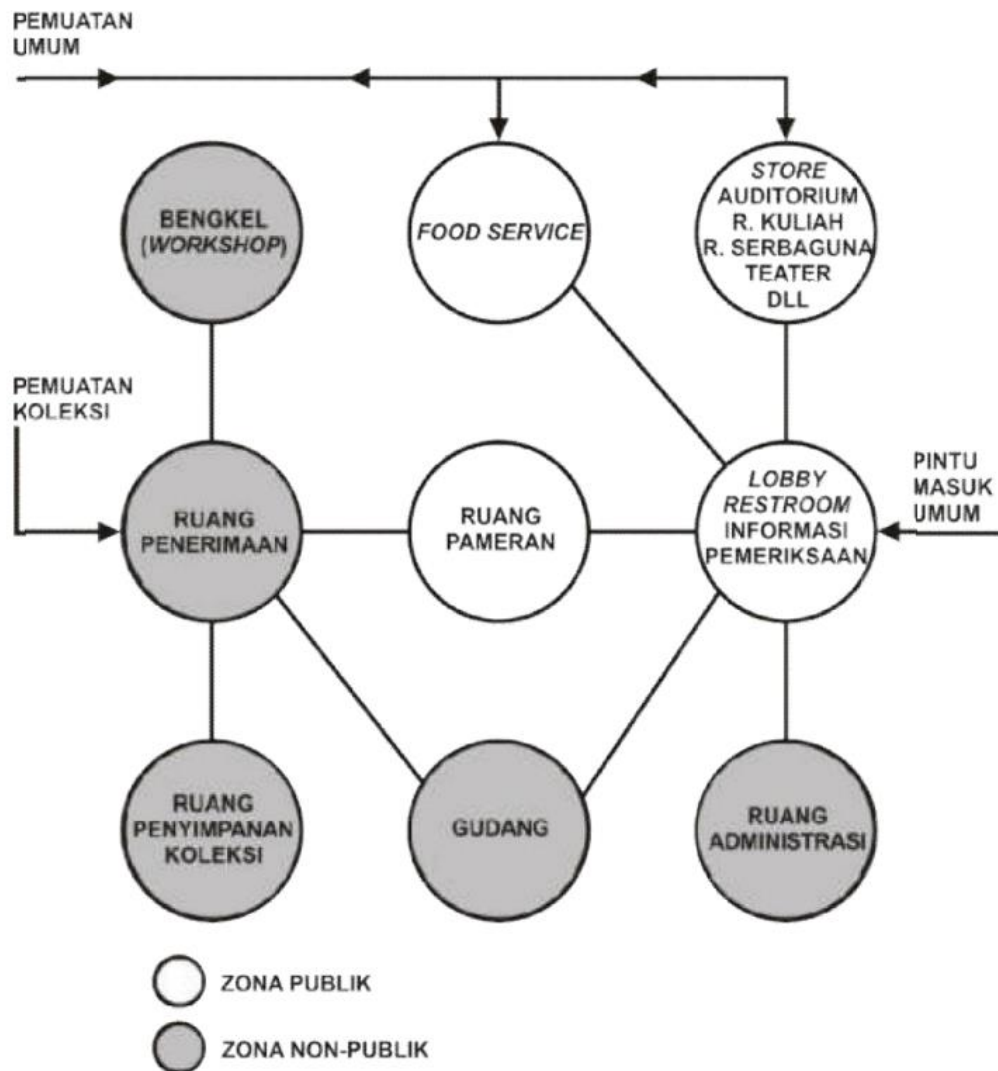 PEMUATAN
UMUM
BENGKEL
(WORKSHOP)
FOOD SERVICE
STORE
AUDITORIUM
R. KULIAH
R. SERBAGUNA
TEATER
DLL
PEMUATAN
KOLEKSI
RUANG
PENERIMAAN
RUANG
PAMERAN
LOBBY
RESTROOM
INFORMASI
PEMERIKSAAN
PINTU
MASUK
UMUM
RUANG
PENYIMPANAN
KOLEKSI
GUDANG
RUANG
ADMINISTRASI
ZONA PUBLIK
ZONA NON-PUBLIK